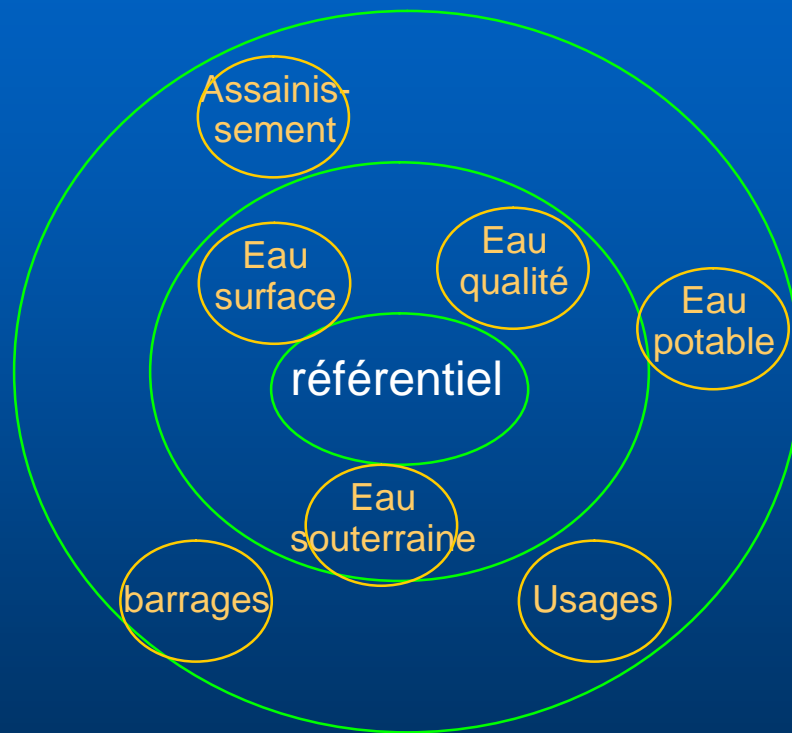 Assainis-
sement
Eau
surface
Eau
qualité
Eau
potable
référentiel
Eau
souterraine
barrages
Usages